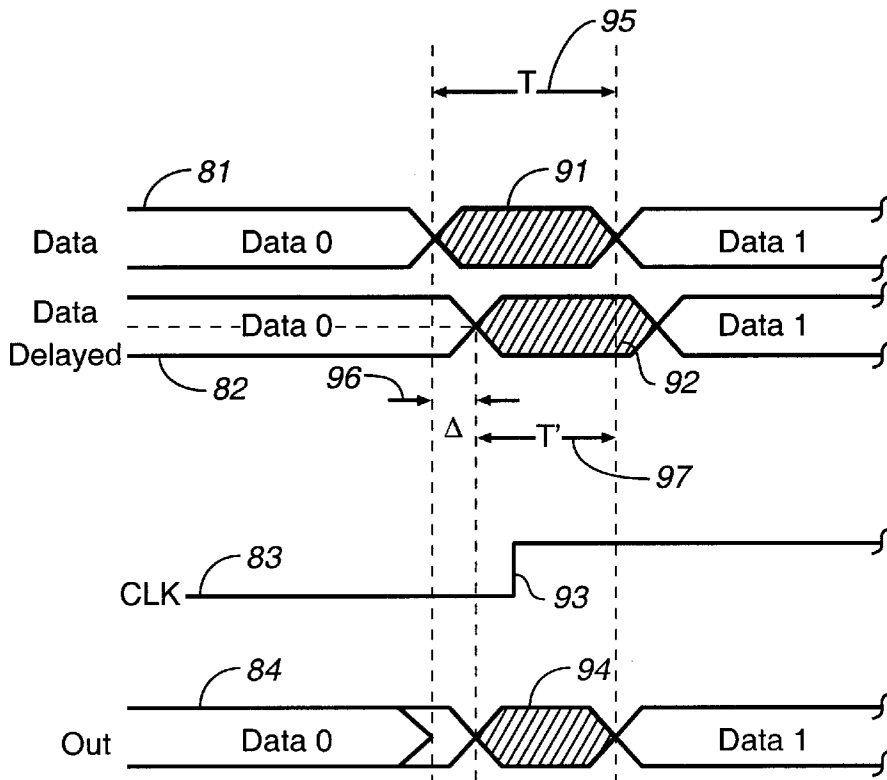 95
T
81
91
Data
Data 0
Data 1
Data
Delayed
Data 0
Data 1
82
96
92
Δ
T'
97
83
CLK
93
84
94
Out
Data 0
Data 1